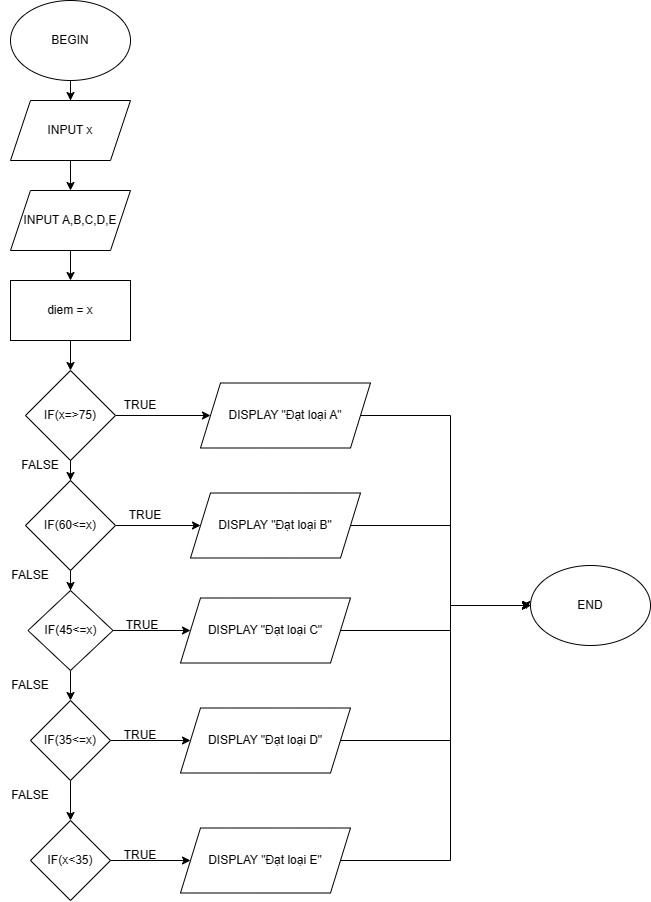 BEGIN
INPUT x
INPUT A,B,C,D,E
diem = x
IF(x=>75)
TRUE
DISPLAY "Đạt loại A"
FALSE
IF(60<=x)
TRUE
DISPLAY "Đạt loại B"
FALSE
IF(45<=x)
TRUE
DISPLAY "Đạt loại C"
END
FALSE
IF(35<=x)
TRUE
DISPLAY "Đạt loại D"
FALSE
IF(x<35)
TRUE
DISPLAY "Đạt loại E"